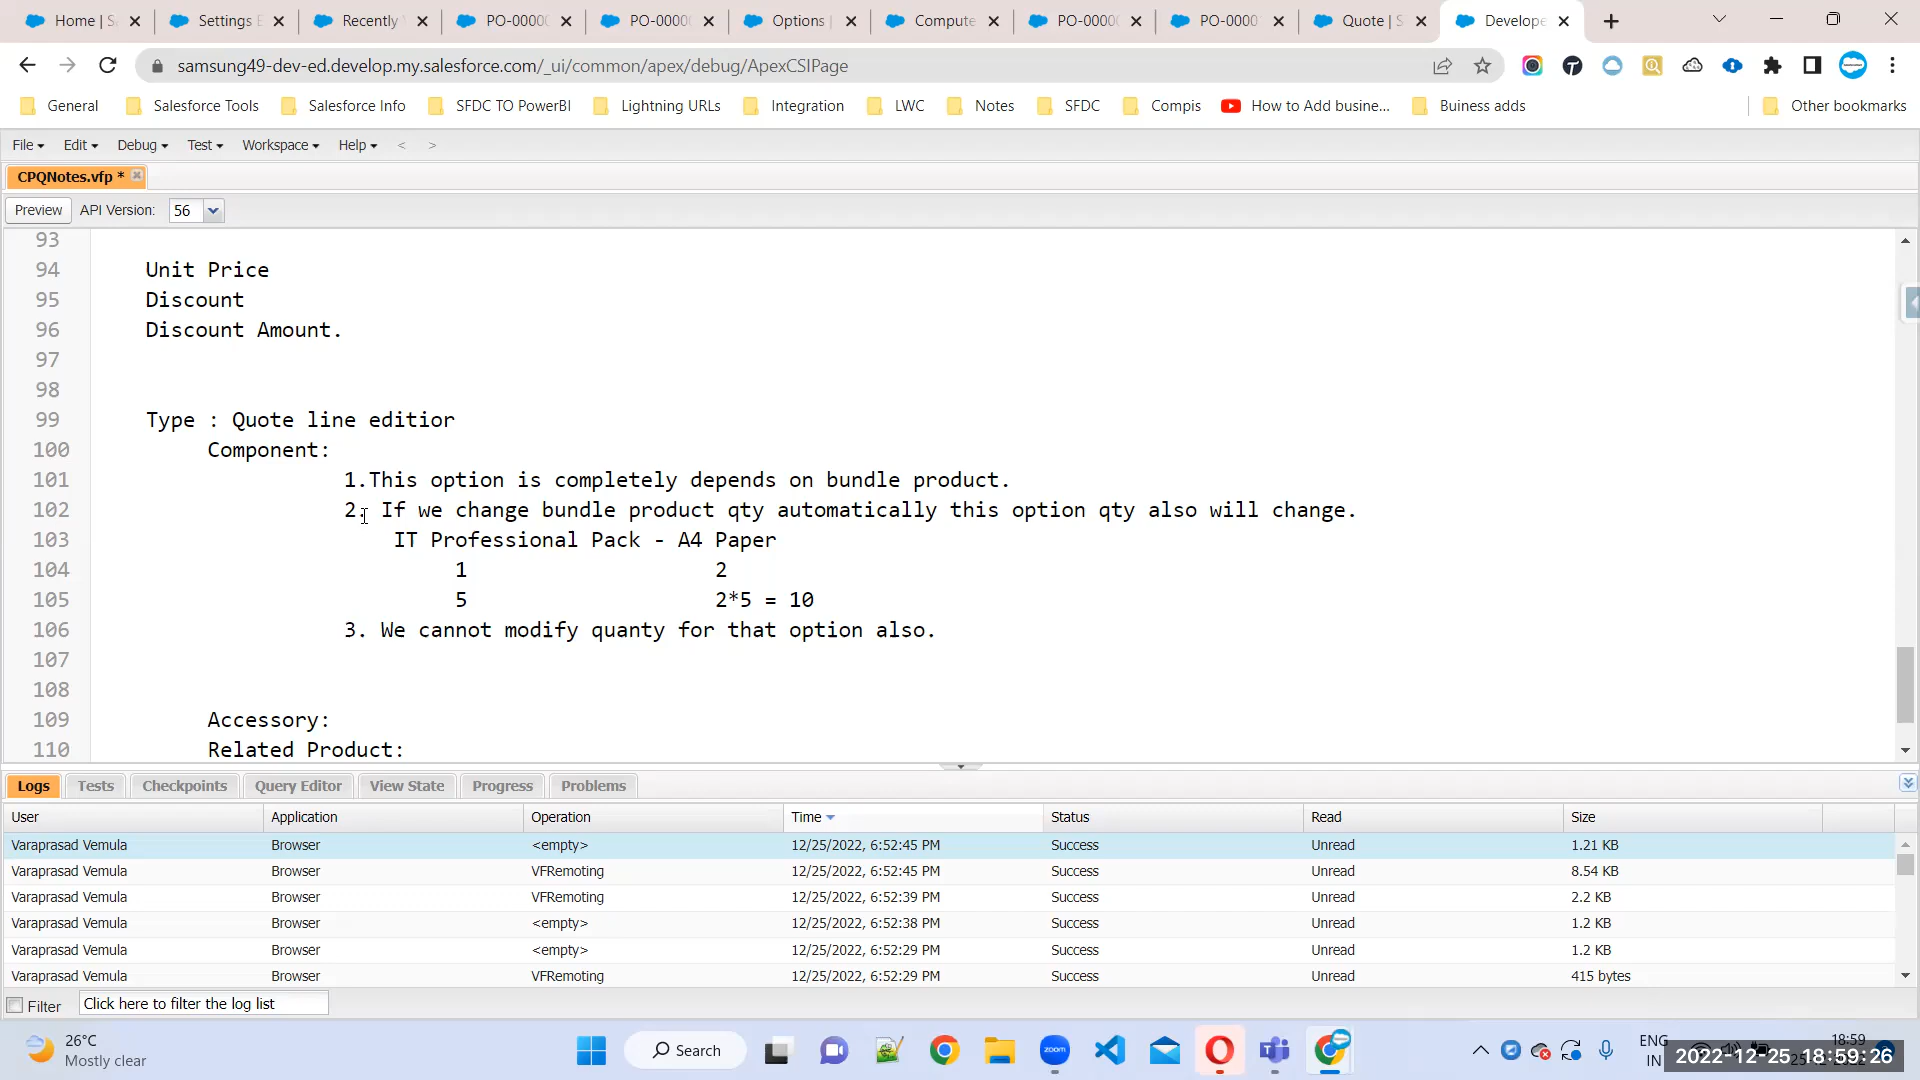 Home | S
Settings E
Recently V
PO-00000
PO-0000
Options |
Compute
PO-0000
PO-0000
Quote | S
Develope
samsung49-dev-ed.develop.my.salesforce.com/_ui/common/apex/debug/ApexCSIPage
General
Salesforce Tools
Salesforce Info
SFDC TO PowerBI
Lightning URLs
Integration
LWC
Notes
SFDC
Compis
How to Add busine...
Buiness adds
Other bookmarks
File Edit Debug Test Workspace Help < >
CPQNotes.vfp *
Preview API Version: 56
93
94 Unit Price
95 Discount
96 Discount Amount.
97
98
99 Type : Quote line editior
100 Component:
101 1.This option is completely depends on bundle product.
102 2. If we change bundle product qty automatically this option qty also will change.
103 IT Professional Pack - A4 Paper
104 1 2
105 5 2*5 = 10
106 3. We cannot modify quanty for that option also.
107
108
109 Accessory:
110 Related Product:
Logs Tests Checkpoints Query Editor View State Progress Problems
User Application Operation Time Status Read Size
Varaprasad Vemula Browser <empty> 12/25/2022, 6:52:45 PM Success Unread 1.21 KB
Varaprasad Vemula Browser VFRemoting 12/25/2022, 6:52:45 PM Success Unread 8.54 KB
Varaprasad Vemula Browser VFRemoting 12/25/2022, 6:52:39 PM Success Unread 2.2 KB
Varaprasad Vemula Browser <empty> 12/25/2022, 6:52:38 PM Success Unread 1.2 KB
Varaprasad Vemula Browser <empty> 12/25/2022, 6:52:29 PM Success Unread 1.2 KB
Varaprasad Vemula Browser VFRemoting 12/25/2022, 6:52:29 PM Success Unread 415 bytes
Filter Click here to filter the log list
26°C
Mostly clear
Search
zoom
ENG
IN
18:59
2022-12-25 18:59:26